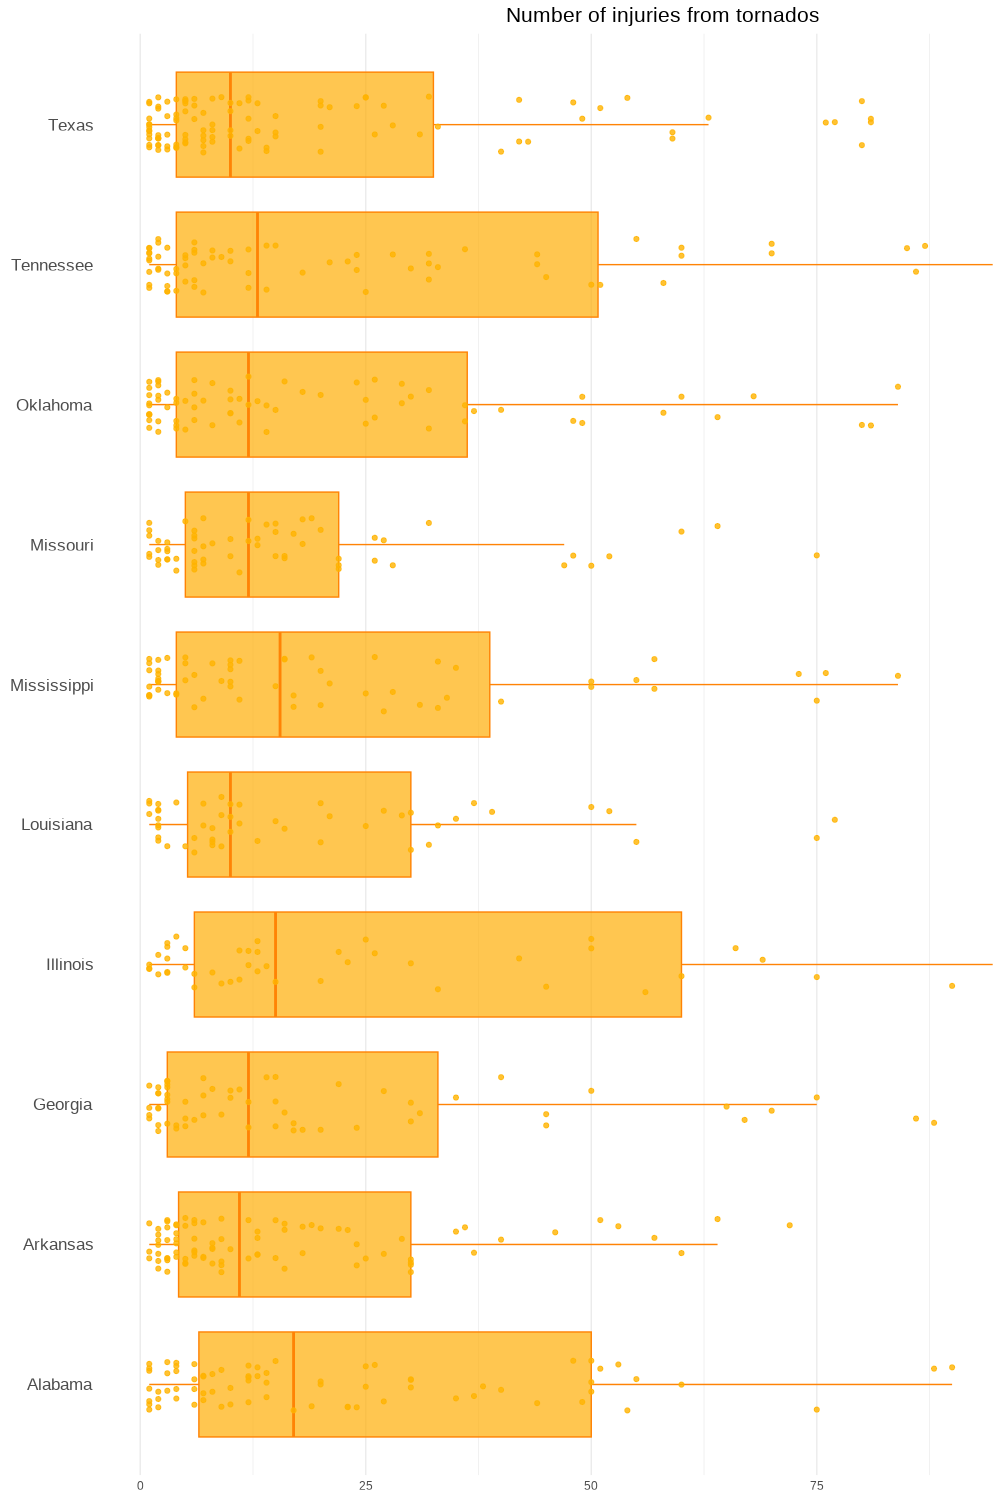 Number of injuries from tornados
Texas
Tennessee
Oklahoma
Missouri
Mississippi
Louisiana
Illinois
Georgia
Arkansas
Alabama
0 25 50 75